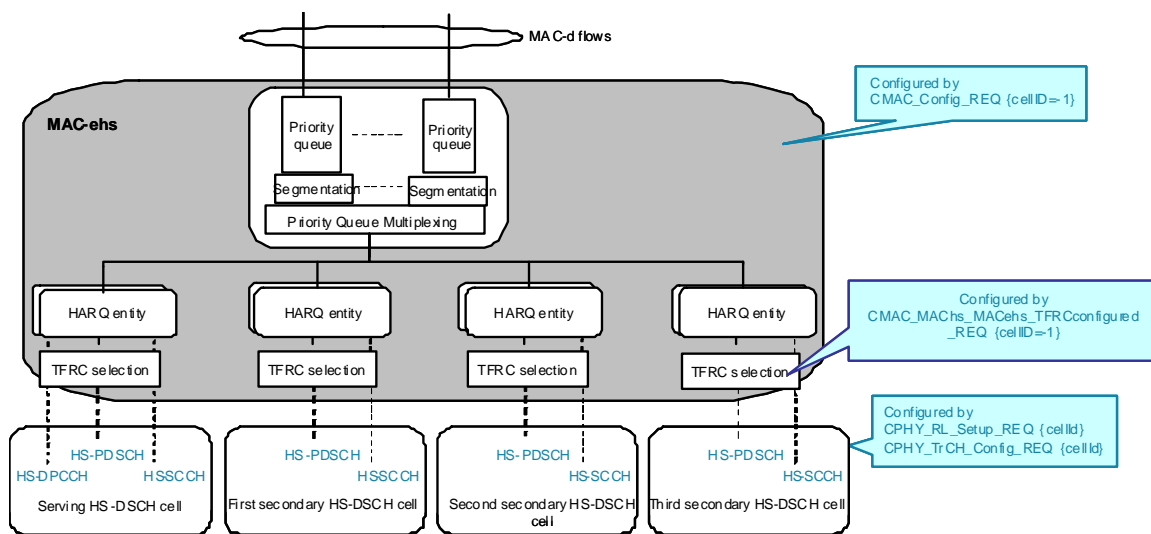 MAC-d flows
Configured by
CMAC_Config_REQ {cellID=-1}
MAC-ehs
Priority
queue
Priority
queue
Segmentation
Segmentation
Priority Queue Multiplexing
HARQ entity
HARQ entity
HARQ entity
HARQ entity
Configured by
CMAC_MAChs_MACehs_TFRCconfigured
_REQ {cellID=-1}
TFRC selection
TFRC selection
TFRC selection
TFRC selection
Configured by
CPHY_RL_Setup_REQ {cellId}
CPHY_TrCH_Config_REQ {cellId}
HS-PDSCH
HS-DPCCH
HSSCCH
Serving HS-DSCH cell
HS-PDSCH
HSSCCH
First secondary HS-DSCH cell
HS-PDSCH
HS-SCCH
Second secondary HS-DSCH
cell
HS-PDSCH
HS-SCCH
Third secondary HS-DSCH cell